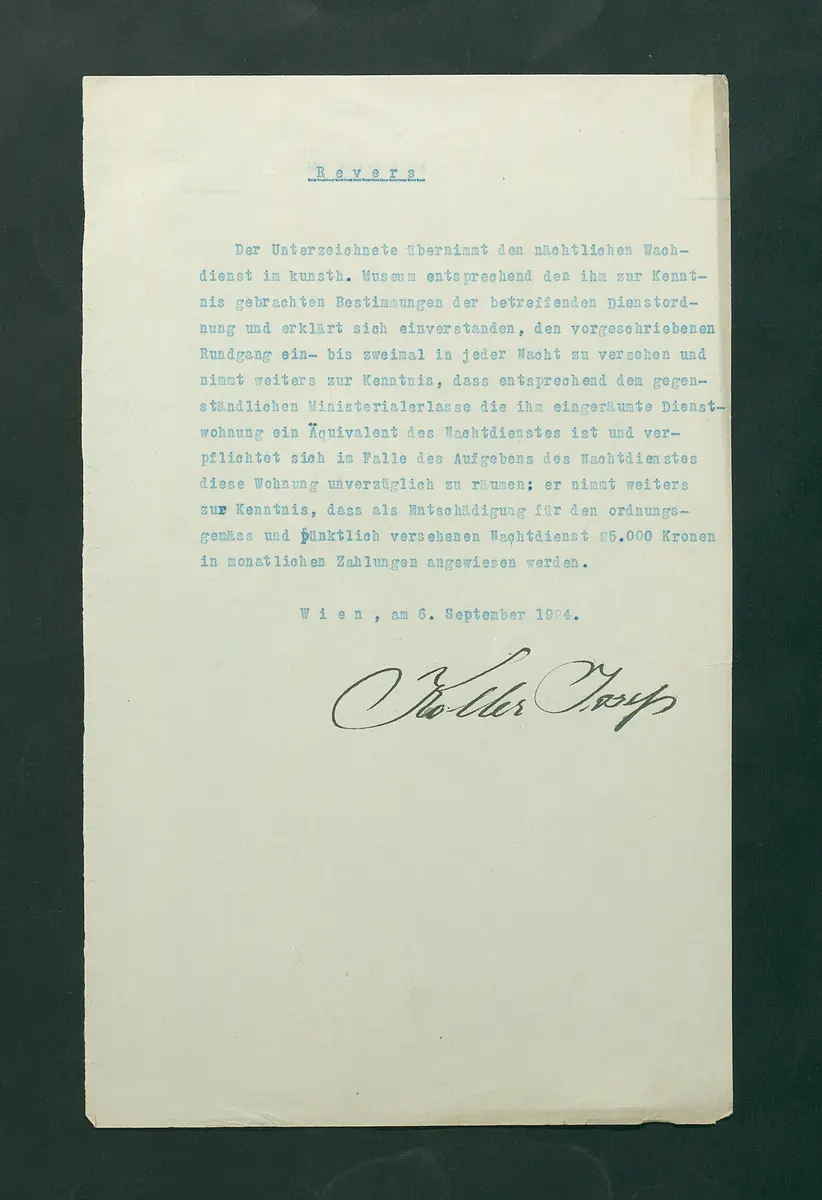 Revers
Der Unterzeichnete übernimmt den nächtlichen Wach-
dienst im kunsth. Museum entsprechend den ihm zur Kennt-
nis gebrachten Bestimmungen der betreffenden Dienstord-
nung und erklärt sich einverstanden, den vorgeschriebenen
Rundgang ein- bis zweimal in jeder Nacht zu versehen und
nimmt weiters zur Kenntnis, dass entsprechend dem gegen-
ständlichen Ministerialerlasse die ihm eingeräumte Dienst-
wohnung ein Äquivalent des Nachtdienstes ist und ver-
pflichtet sich im Falle des Aufgebens des Nachtdienstes
diese Wohnung unverzüglich zu räumen; er nimmt weiters
zur Kenntnis, dass als Entschädigung für den ordnungs-
gemäss und pünktlich versehenen Nachtdienst Kronen
in monatlichen Zahlungen angewiesen werden.
Wien, am 6. September 1924.
Koller Josef